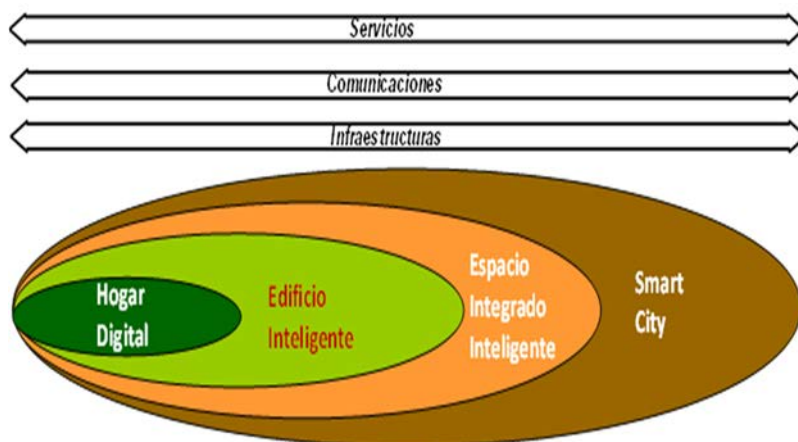 Servicios
Comunicaciones
Infraestructuras
Hogar
Digital
Edificio
Inteligente
Espacio
Integrado
Inteligente
Smart
City